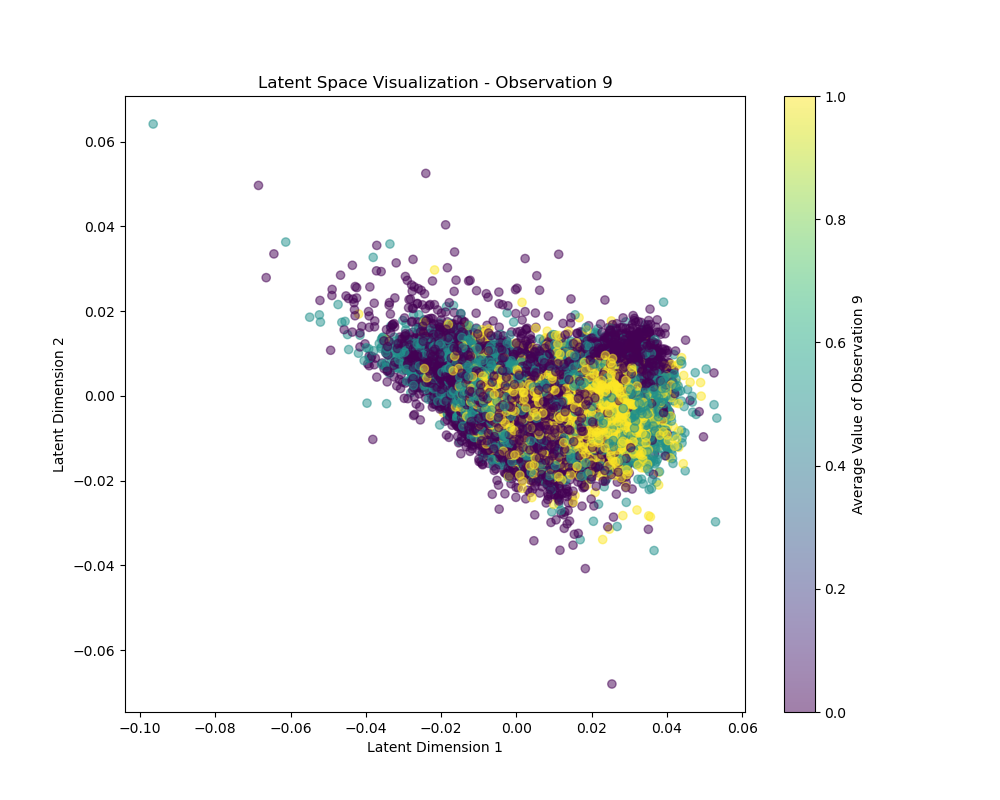 Latent Space Visualization - Observation 9
0.06
0.04
0.02
0.00
−0.02
−0.04
−0.06
Latent Dimension 2
−0.10 −0.08 −0.06 −0.04 −0.02 0.00 0.02 0.04 0.06
Latent Dimension 1
1.0
0.8
0.6
0.4
0.2
0.0
Average Value of Observation 9